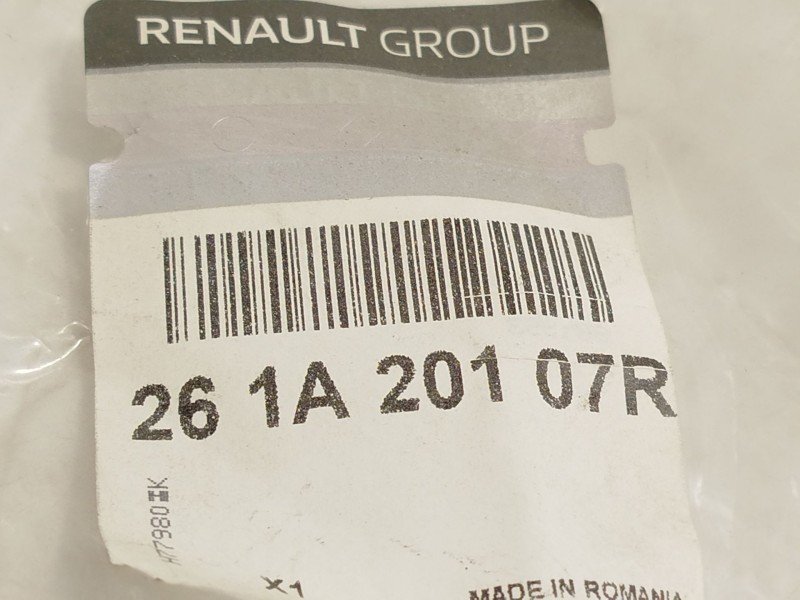 RENAULT GROUP
26 1A 201 07R
X1
MADE IN ROMANIA